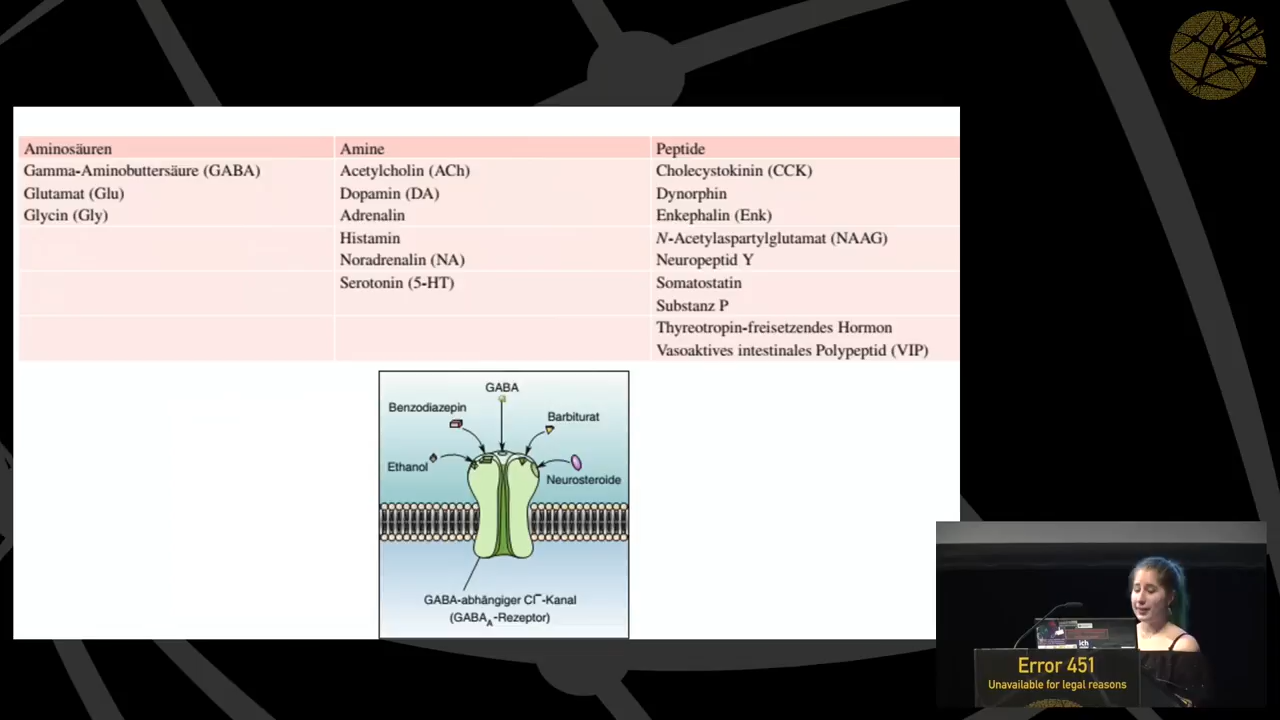 Aminosäuren
Amine
Peptide
Gamma-Aminobuttersäure (GABA)
Acetylcholin (ACh)
Cholecystokinin (CCK)
Glutamat (Glu)
Dopamin (DA)
Dynorphin
Glycin (Gly)
Adrenalin
Enkephalin (Enk)
Histamin
N-Acetylaspartylglutamat (NAAG)
Noradrenalin (NA)
Neuropeptid Y
Serotonin (5-HT)
Somatostatin
Substanz P
Thyreotropin-freisetzendes Hormon
Vasoaktives intestinales Polypeptid (VIP)
GABA
Benzodiazepin
Barbiturat
Ethanol
Neurosteroide
GABA-abhängiger Cl⁻-Kanal
(GABA_A-Rezeptor)
ich
Error 451
Unavailable for legal reasons